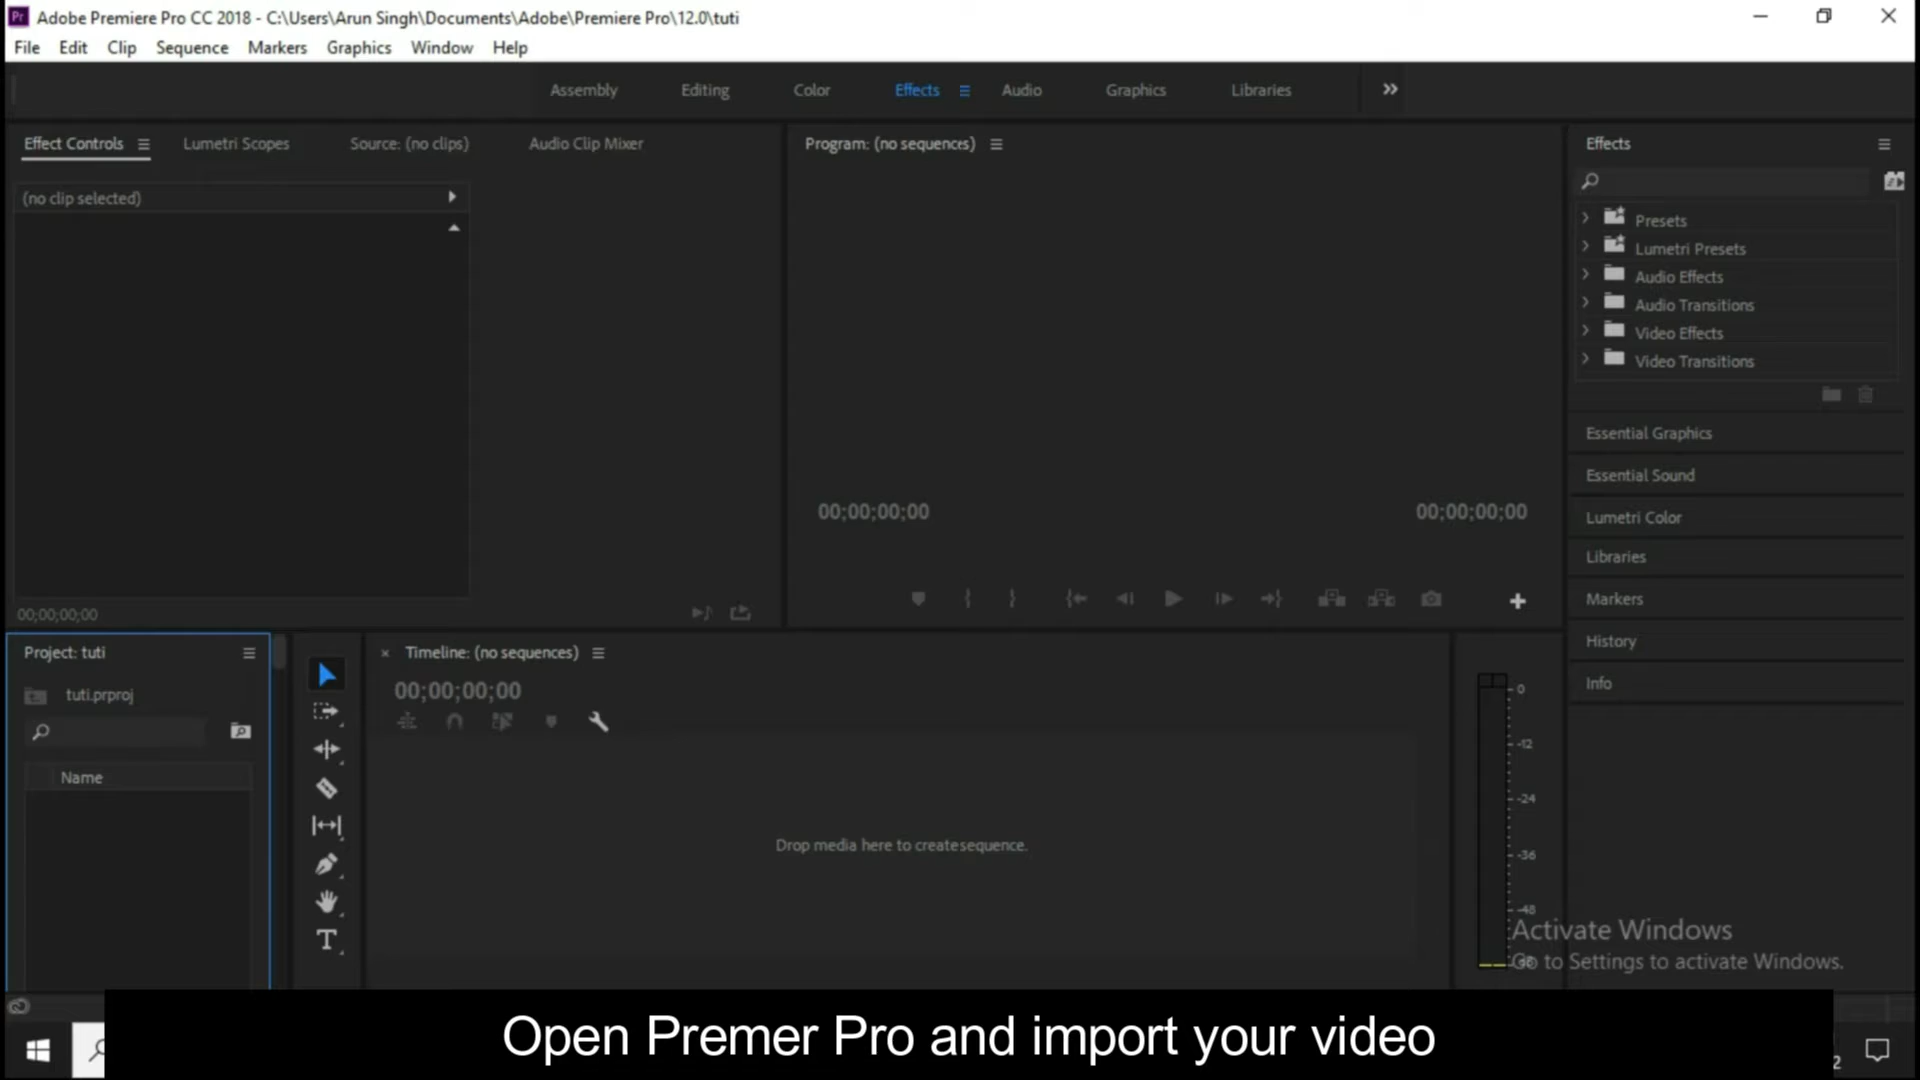 Adobe Premiere Pro CC 2018 - C:\Users\Arun Singh\Documents\Adobe\Premiere Pro\12.0\tuti
File Edit Clip Sequence Markers Graphics Window Help
Assembly Editing Color Effects Audio Graphics Libraries
Effect Controls Lumetri Scopes Source: (no clips) Audio Clip Mixer
Program: (no sequences)
Effects
(no clip selected)
Presets
Lumetri Presets
Audio Effects
Audio Transitions
Video Effects
Video Transitions
Essential Graphics
Essential Sound
Lumetri Color
Libraries
Markers
History
Info
00;00;00;00 00;00;00;00
00;00;00;00
Project: tuti
tuti.prproj
Name
Timeline: (no sequences)
00;00;00;00
Drop media here to create sequence.
0
-12
-24
-36
-48
Activate Windows
Go to Settings to activate Windows.
Open Premer Pro and import your video
2